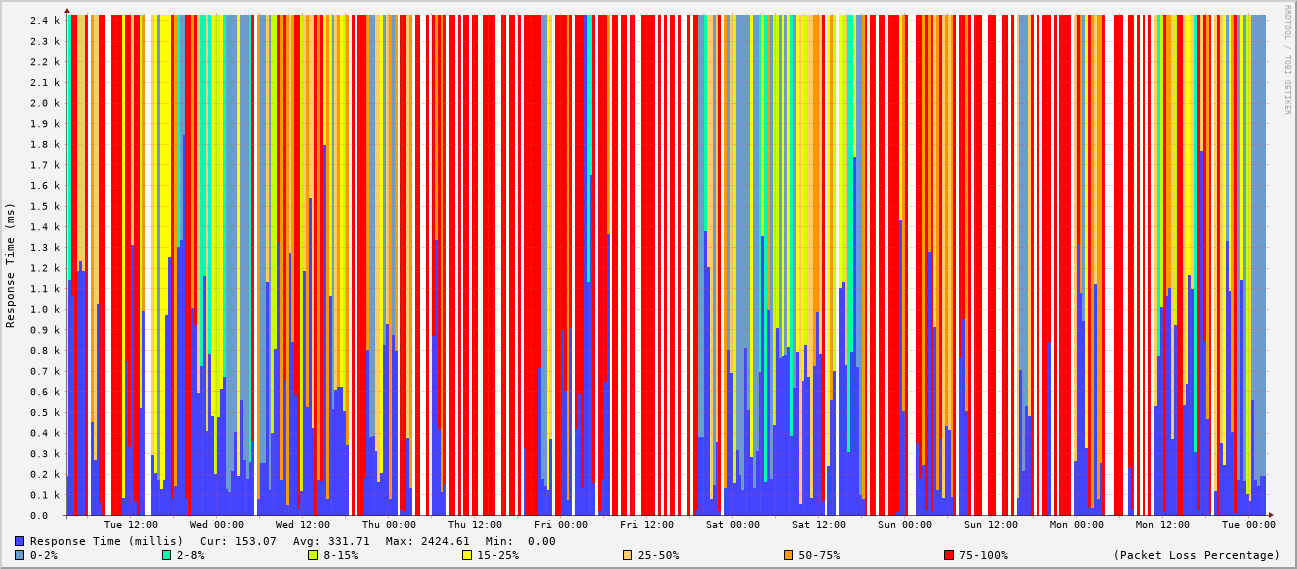 2.4 k
2.3 k
2.2 k
2.1 k
2.0 k
1.9 k
1.8 k
1.7 k
1.6 k
1.5 k
1.4 k
1.3 k
1.2 k
1.1 k
1.0 k
0.9 k
0.8 k
0.7 k
0.6 k
0.5 k
0.4 k
0.3 k
0.2 k
0.1 k
0.0
Response Time (ms)
RRDTOOL / TOBI OETIKER
Tue 12:00 Wed 00:00 Wed 12:00 Thu 00:00 Thu 12:00 Fri 00:00 Fri 12:00 Sat 00:00 Sat 12:00 Sun 00:00 Sun 12:00 Mon 00:00 Mon 12:00 Tue 00:00
Response Time (millis) Cur: 153.07 Avg: 331.71 Max: 2424.61 Min: 0.00
0-2% 2-8% 8-15% 15-25% 25-50% 50-75% 75-100% (Packet Loss Percentage)